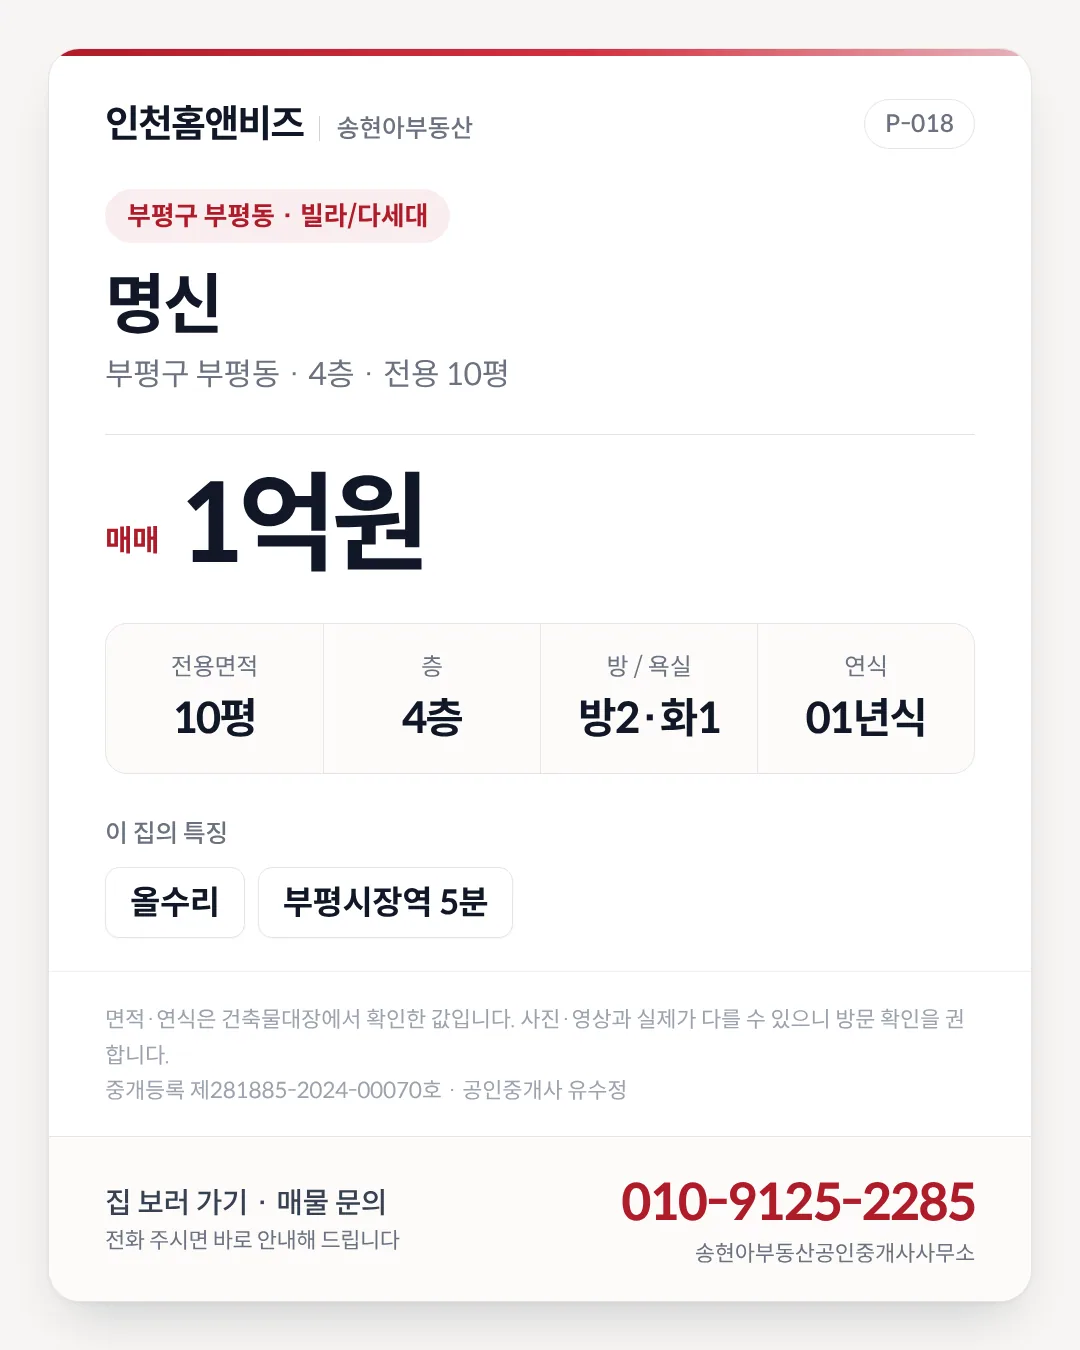 인천홈앤비즈 | 송현아부동산
P-018
부평구 부평동 · 빌라/다세대
명신
부평구 부평동 · 4층 · 전용 10평
매매 1억원
전용면적 층 방 / 욕실 연식
10평 4층 방2·화1 01년식
이 집의 특징
올수리 부평시장역 5분
면적·연식은 건축물대장에서 확인한 값입니다. 사진·영상과 실제가 다를 수 있으니 방문 확인을 권
합니다.
중개등록 제281885-2024-00070호 · 공인중개사 유수정
집 보러 가기 · 매물 문의
전화 주시면 바로 안내해 드립니다
010-9125-2285
송현아부동산공인중개사사무소